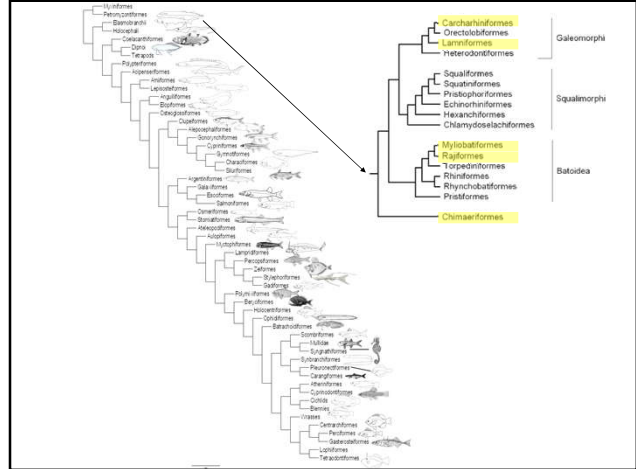 Myxiniformes
Petromyzontiformes
Elasmobranchii
Holocephali
Coelacanthiformes
Dipnoi
Tetrapods
Polypteriformes
Acipenseriformes
Amiiformes
Lepisosteiformes
Anguilliformes
Elopiformes
Osteoglossiformes
Clupeiformes
Alepocephaliformes
Gonorynchiformes
Cypriniformes
Gymnotiformes
Characiformes
Siluriformes
Argentiniformes
Galaxiiformes
Esociformes
Salmoniformes
Osmeriformes
Stomiatiformes
Ateleopodiformes
Aulopiformes
Myctophiformes
Lampridiformes
Percopsiformes
Zeiformes
Stylephoriformes
Gadiformes
Polymixiiformes
Beryciformes
Holocentriformes
Ophidiiformes
Batrachoidiformes
Scombriformes
Mullidae
Syngnathiformes
Synbranchiformes
Pleuronectiformes
Carangiformes
Atheriniformes
Cyprinodontiformes
Cichlids
Blennies
Wrasses
Centrarchiformes
Perciformes
Gasterosteiformes
Lophiiformes
Tetraodontiformes
Carcharhiniformes
Orectolobiformes
Lamniformes
Heterodontiformes
Galeomorphi
Squaliformes
Squatiniformes
Pristiophoriformes
Echinorhiniformes
Hexanchiformes
Chlamydoselachiformes
Squalimorphi
Myliobatiformes
Rajiformes
Torpediniformes
Rhiniformes
Rhynchobatiformes
Pristiformes
Batoidea
Chimaeriformes